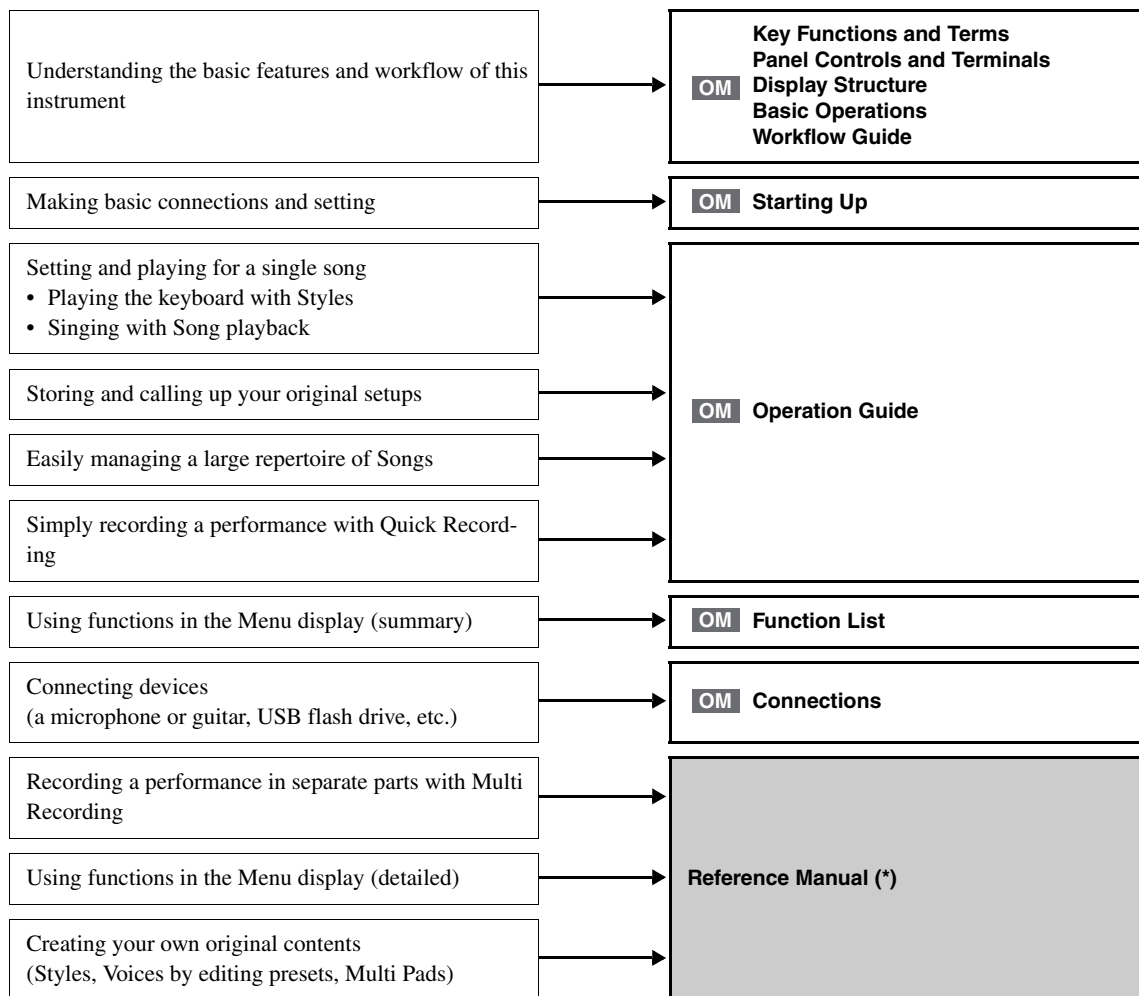 Understanding the basic features and workflow of this
instrument
Key Functions and Terms
Panel Controls and Terminals
OM Display Structure
Basic Operations
Workflow Guide
Making basic connections and setting
OM Starting Up
Setting and playing for a single song
• Playing the keyboard with Styles
• Singing with Song playback
Storing and calling up your original setups
Easily managing a large repertoire of Songs
Simply recording a performance with Quick Record-
ing
OM Operation Guide
Using functions in the Menu display (summary)
OM Function List
Connecting devices
(a microphone or guitar, USB flash drive, etc.)
OM Connections
Recording a performance in separate parts with Multi
Recording
Using functions in the Menu display (detailed)
Creating your own original contents
(Styles, Voices by editing presets, Multi Pads)
Reference Manual (*)